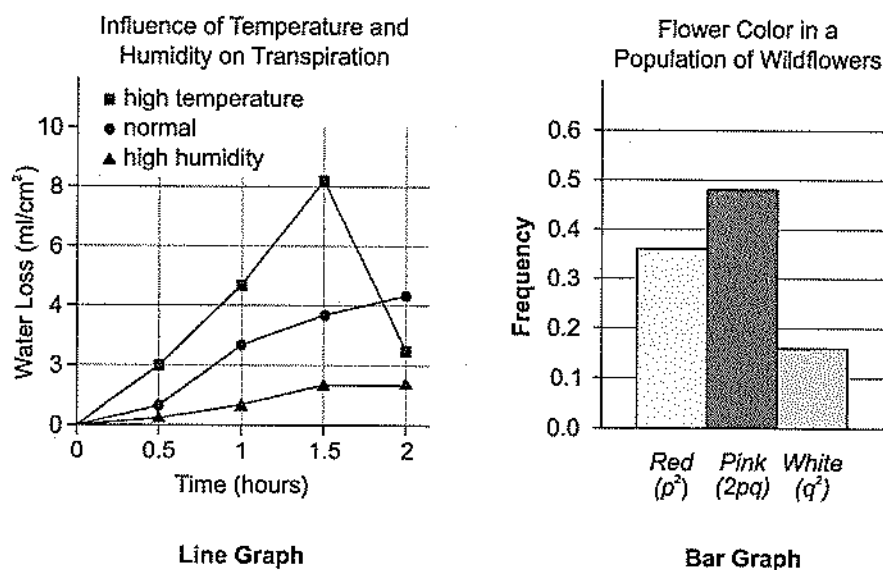 Influence of Temperature and
Humidity on Transpiration
high temperature
normal
high humidity
10
8
6
4
3
0
Water Loss (ml/cm²)
0
0.5
1
1.5
2
Time (hours)
Line Graph
Flower Color in a
Population of Wildflowers
0.6
0.5
0.4
0.3
0.2
0.1
0.0
Frequency
Red Pink White
(p²) (2pq) (q²)
Bar Graph